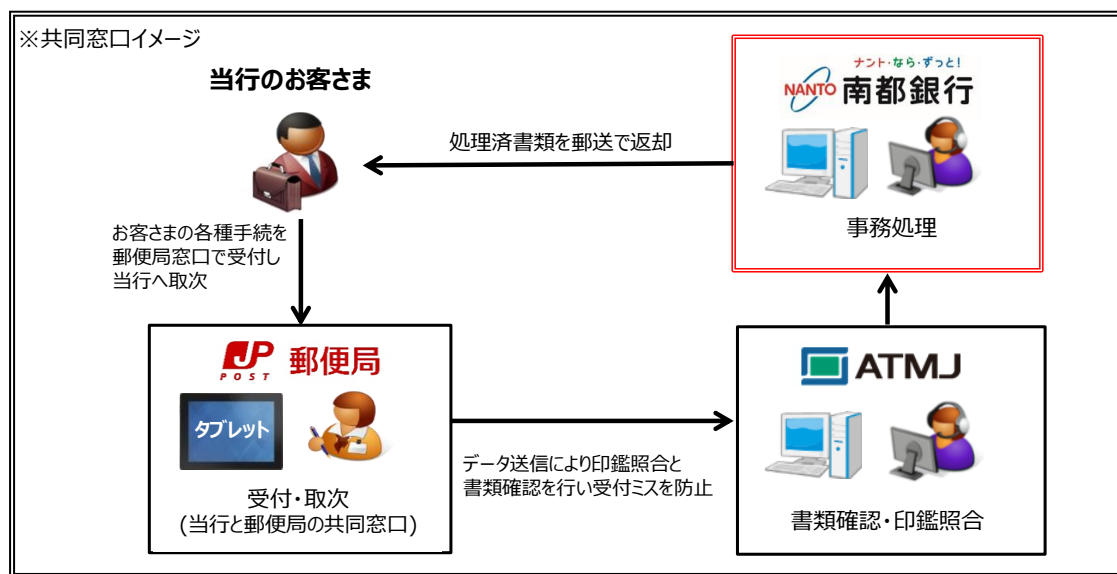 ※共同窓口イメージ
当行のお客さま
処理済書類を郵送で返却
ナント・なら・ずっと!
NANTO 南都銀行
事務処理
お客さまの各種手続を
郵便局窓口で受付し
当行へ取次
JP 郵便局
POST
タブレット
受付・取次
(当行と郵便局の共同窓口)
データ送信により印鑑照合と
書類確認を行い受付ミスを防止
ATMJ
書類確認・印鑑照合